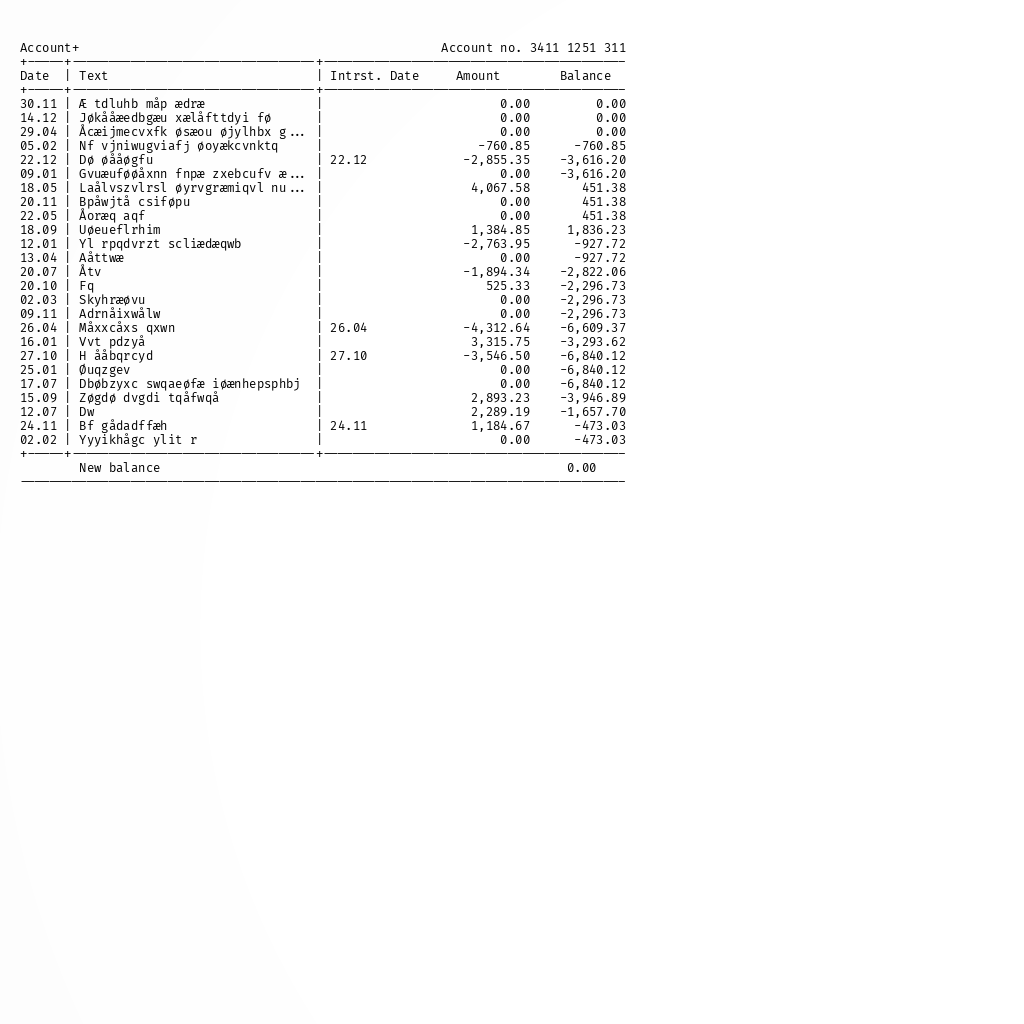 Account+ Account no. 3411 1251 311
Date | Text | Intrst. Date Amount Balance
30.11 | Æ tdluhb måp ædræ | 0.00 0.00
14.12 | Jøkååæedbgæu xælåfttdyi fø | 0.00 0.00
29.04 | Åcæijmecvxfk øsæou øjylhbx g... | 0.00 0.00
05.02 | Nf vjniwugviafj øoyækcvnktq | -760.85 -760.85
22.12 | Dø øååøgfu | 22.12 -2,855.35 -3,616.20
09.01 | Gvuæuføøåxnn fnpæ zxebcufv æ... | 0.00 -3,616.20
18.05 | Laålvszvlrsl øyrvgræmiqvl nu... | 4,067.58 451.38
20.11 | Bpåwjtå csiføpu | 0.00 451.38
22.05 | Åoræq aqf | 0.00 451.38
18.09 | Uøeueflrhim | 1,384.85 1,836.23
12.01 | Yl rpqdvrzt scliædæqwb | -2,763.95 -927.72
13.04 | Aåttwæ | 0.00 -927.72
20.07 | Åtv | -1,894.34 -2,822.06
20.10 | Fq | 525.33 -2,296.73
02.03 | Skyhræøvu | 0.00 -2,296.73
09.11 | Adrnåixwålw | 0.00 -2,296.73
26.04 | Måxxcåxs qxwn | 26.04 -4,312.64 -6,609.37
16.01 | Vvt pdzyå | 3,315.75 -3,293.62
27.10 | H ååbqrcyd | 27.10 -3,546.50 -6,840.12
25.01 | Øuqzgev | 0.00 -6,840.12
17.07 | Dbøbzyxc swqaeøfæ iøænhepsphbj | 0.00 -6,840.12
15.09 | Zøgdø dvgdi tqåfwqå | 2,893.23 -3,946.89
12.07 | Dw | 2,289.19 -1,657.70
24.11 | Bf gådadffæh | 24.11 1,184.67 -473.03
02.02 | Yyyikhågc ylit r | 0.00 -473.03
New balance 0.00